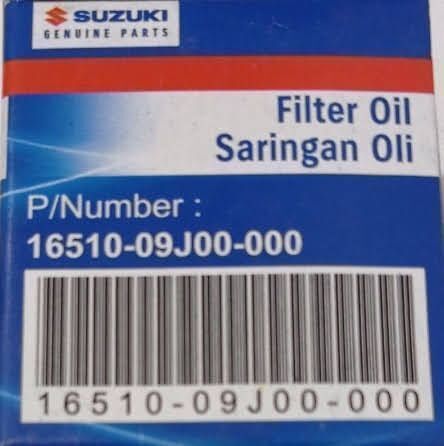 SUZUKI
GENUINE PARTS
Filter Oil
Saringan Oli
P/Number :
16510-09J00-000
16510-09J00-000